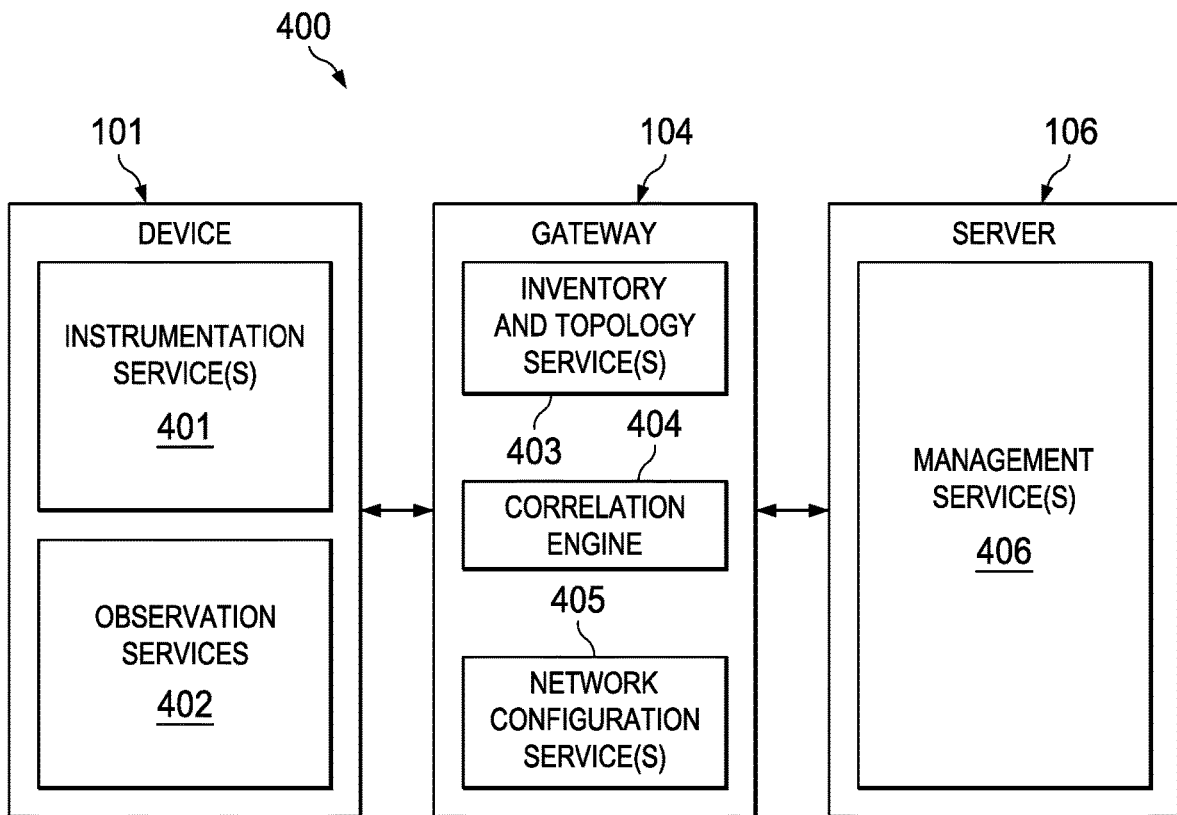 400
101
104
106
DEVICE
INSTRUMENTATION
SERVICE(S)
401
OBSERVATION
SERVICES
402
GATEWAY
INVENTORY
AND TOPOLOGY
SERVICE(S)
403
404
CORRELATION
ENGINE
405
NETWORK
CONFIGURATION
SERVICE(S)
SERVER
MANAGEMENT
SERVICE(S)
406